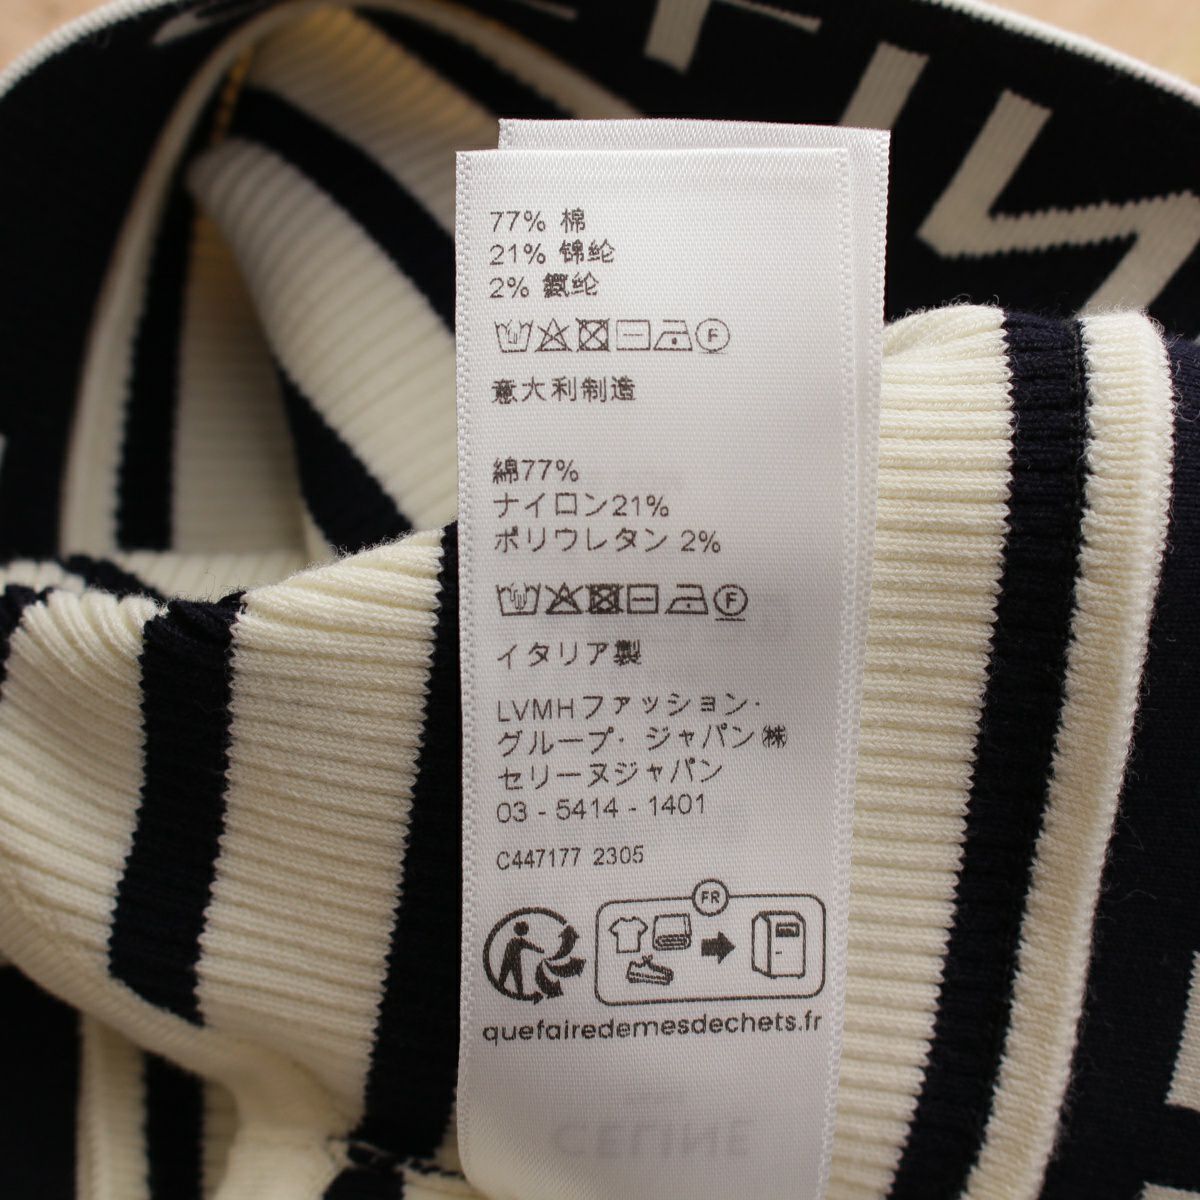 77% 棉
21% 锦纶
2% 氨纶
F
意大利制造
綿77%
ナイロン21%
ポリウレタン 2%
F
イタリア製
LVMHファッション・
グループ・ジャパン㈱
セリーヌジャパン
03 - 5414 - 1401
C447177 2305
FR
quefairedemesdechets.fr
CELINE